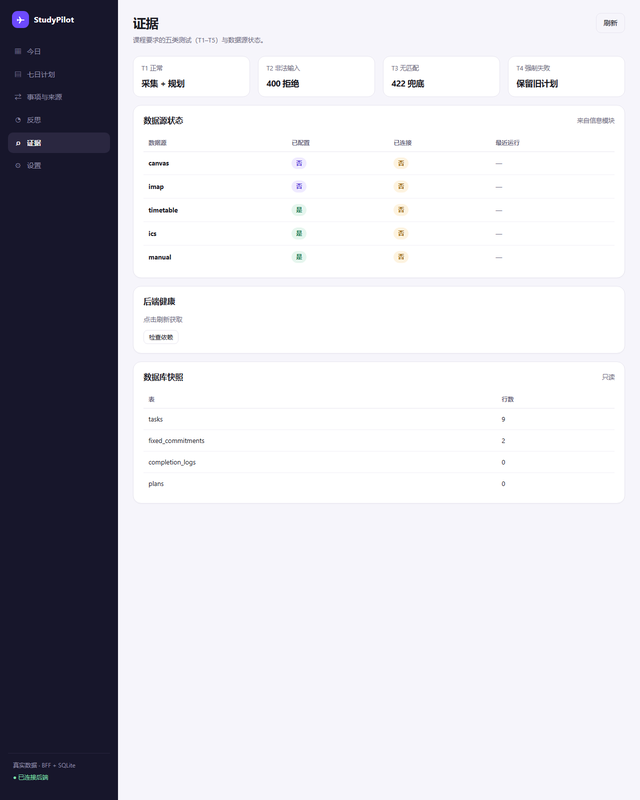 StudyPilot
今日
七日计划
事项与来源
反思
证据
设置
真实数据 · BFF + SQLite
已连接后端
证据
刷新
课程要求的五类测试（T1–T5）与数据源状态。
T1 正常
采集 + 规划
T2 非法输入
400 拒绝
T3 无匹配
422 兜底
T4 强制失败
保留旧计划
数据源状态 来自信息模块
数据源 已配置 已连接 最近运行
canvas 否 否 —
imap 否 否 —
timetable 是 否 —
ics 是 否 —
manual 是 否 —
后端健康
点击刷新获取
检查依赖
数据库快照 只读
表 行数
tasks 9
fixed_commitments 2
completion_logs 0
plans 0